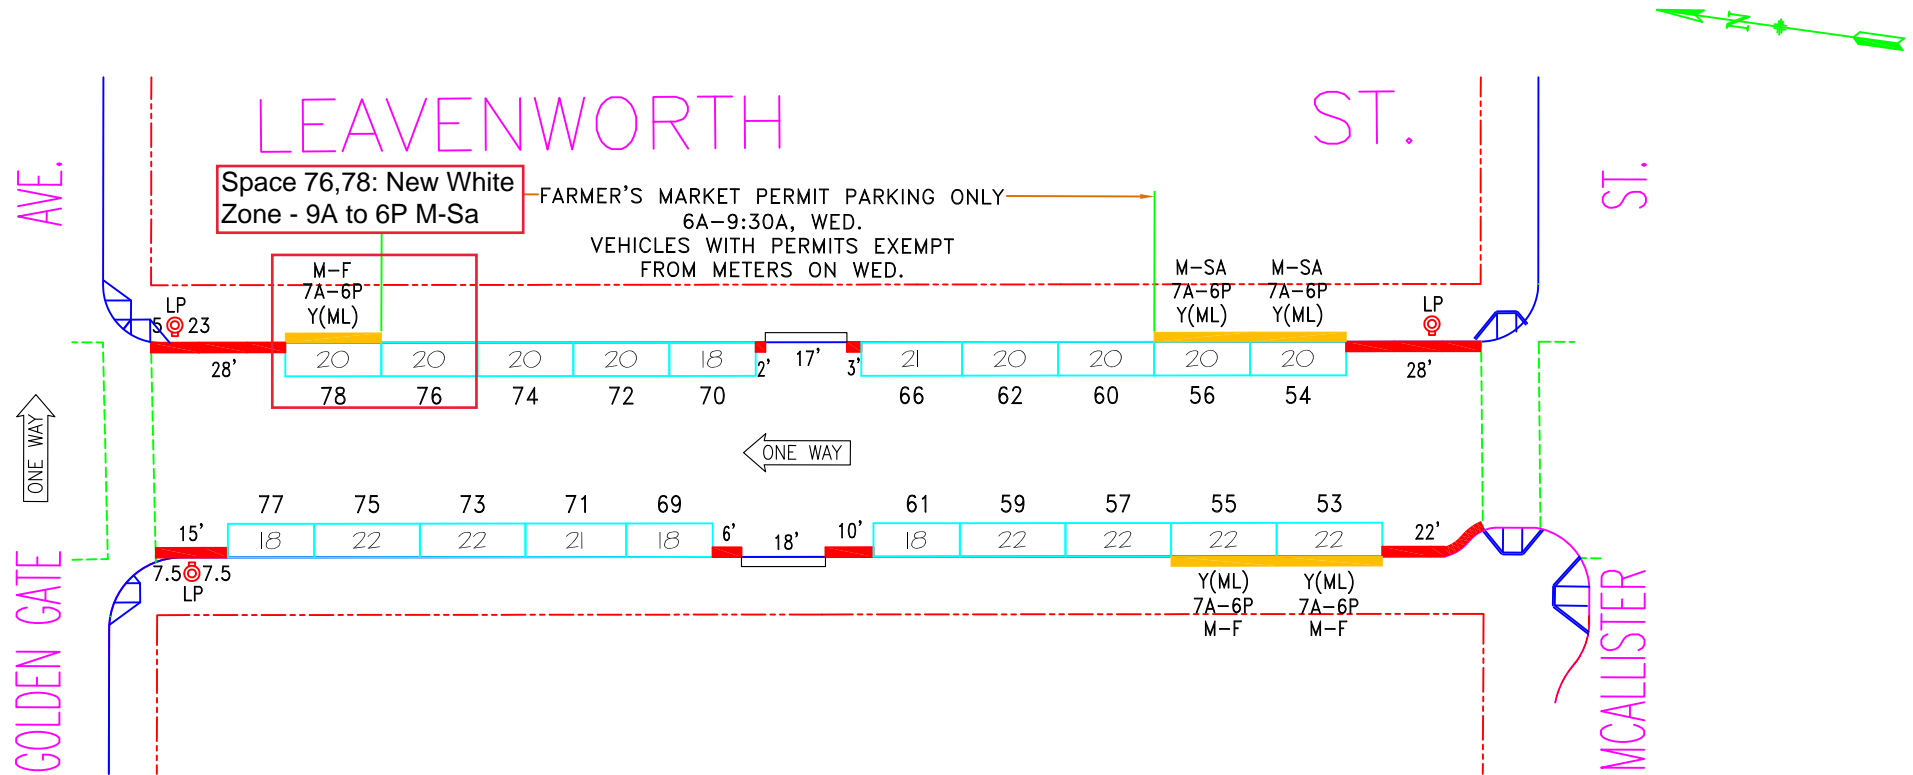 N
LEAVENWORTH ST.
AVE.
ST.
Space 76,78: New White
Zone - 9A to 6P M-Sa
FARMER'S MARKET PERMIT PARKING ONLY
6A-9:30A, WED.
VEHICLES WITH PERMITS EXEMPT
FROM METERS ON WED.
M-F
7A-6P
Y(ML)
M-SA
7A-6P
Y(ML)
M-SA
7A-6P
Y(ML)
LP
5 23
LP
28'
20 20 20 20 18
2' 17' 3'
21 20 20 20 20
28'
78 76 74 72 70
66 62 60 56 54
ONE WAY
ONE WAY
77 75 73 71 69
61 59 57 55 53
15'
18 22 22 21 18
6' 18' 10'
18 22 22 22 22
22'
7.5 7.5
LP
Y(ML)
7A-6P
M-F
Y(ML)
7A-6P
M-F
GOLDEN GATE
MCALLISTER